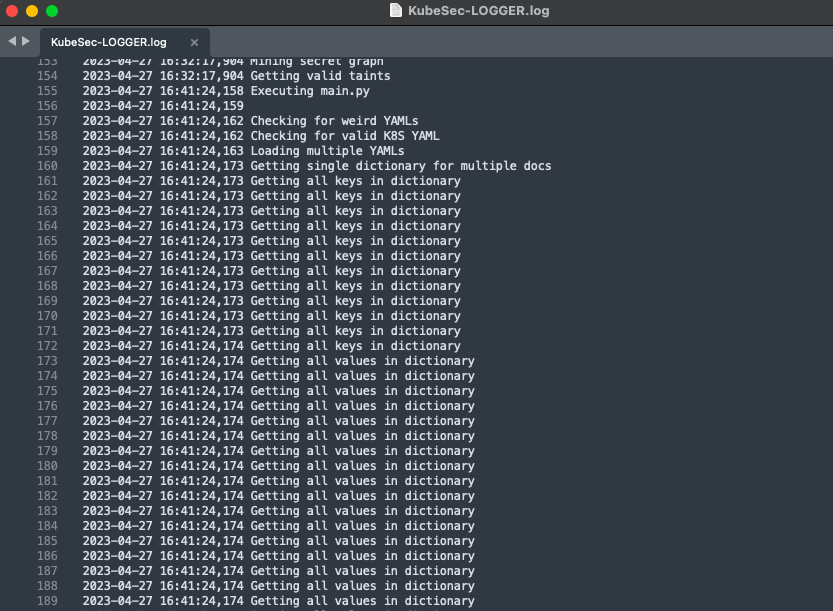 KubeSec-LOGGER.log
KubeSec-LOGGER.log ×
153 2023-04-27 16:32:17,904 Mining secret graph
154 2023-04-27 16:32:17,904 Getting valid taints
155 2023-04-27 16:41:24,158 Executing main.py
156 2023-04-27 16:41:24,159
157 2023-04-27 16:41:24,162 Checking for weird YAMLs
158 2023-04-27 16:41:24,162 Checking for valid K8S YAML
159 2023-04-27 16:41:24,163 Loading multiple YAMLs
160 2023-04-27 16:41:24,173 Getting single dictionary for multiple docs
161 2023-04-27 16:41:24,173 Getting all keys in dictionary
162 2023-04-27 16:41:24,173 Getting all keys in dictionary
163 2023-04-27 16:41:24,173 Getting all keys in dictionary
164 2023-04-27 16:41:24,173 Getting all keys in dictionary
165 2023-04-27 16:41:24,173 Getting all keys in dictionary
166 2023-04-27 16:41:24,173 Getting all keys in dictionary
167 2023-04-27 16:41:24,173 Getting all keys in dictionary
168 2023-04-27 16:41:24,173 Getting all keys in dictionary
169 2023-04-27 16:41:24,173 Getting all keys in dictionary
170 2023-04-27 16:41:24,173 Getting all keys in dictionary
171 2023-04-27 16:41:24,173 Getting all keys in dictionary
172 2023-04-27 16:41:24,174 Getting all keys in dictionary
173 2023-04-27 16:41:24,174 Getting all values in dictionary
174 2023-04-27 16:41:24,174 Getting all values in dictionary
175 2023-04-27 16:41:24,174 Getting all values in dictionary
176 2023-04-27 16:41:24,174 Getting all values in dictionary
177 2023-04-27 16:41:24,174 Getting all values in dictionary
178 2023-04-27 16:41:24,174 Getting all values in dictionary
179 2023-04-27 16:41:24,174 Getting all values in dictionary
180 2023-04-27 16:41:24,174 Getting all values in dictionary
181 2023-04-27 16:41:24,174 Getting all values in dictionary
182 2023-04-27 16:41:24,174 Getting all values in dictionary
183 2023-04-27 16:41:24,174 Getting all values in dictionary
184 2023-04-27 16:41:24,174 Getting all values in dictionary
185 2023-04-27 16:41:24,174 Getting all values in dictionary
186 2023-04-27 16:41:24,174 Getting all values in dictionary
187 2023-04-27 16:41:24,174 Getting all values in dictionary
188 2023-04-27 16:41:24,174 Getting all values in dictionary
189 2023-04-27 16:41:24,174 Getting all values in dictionary